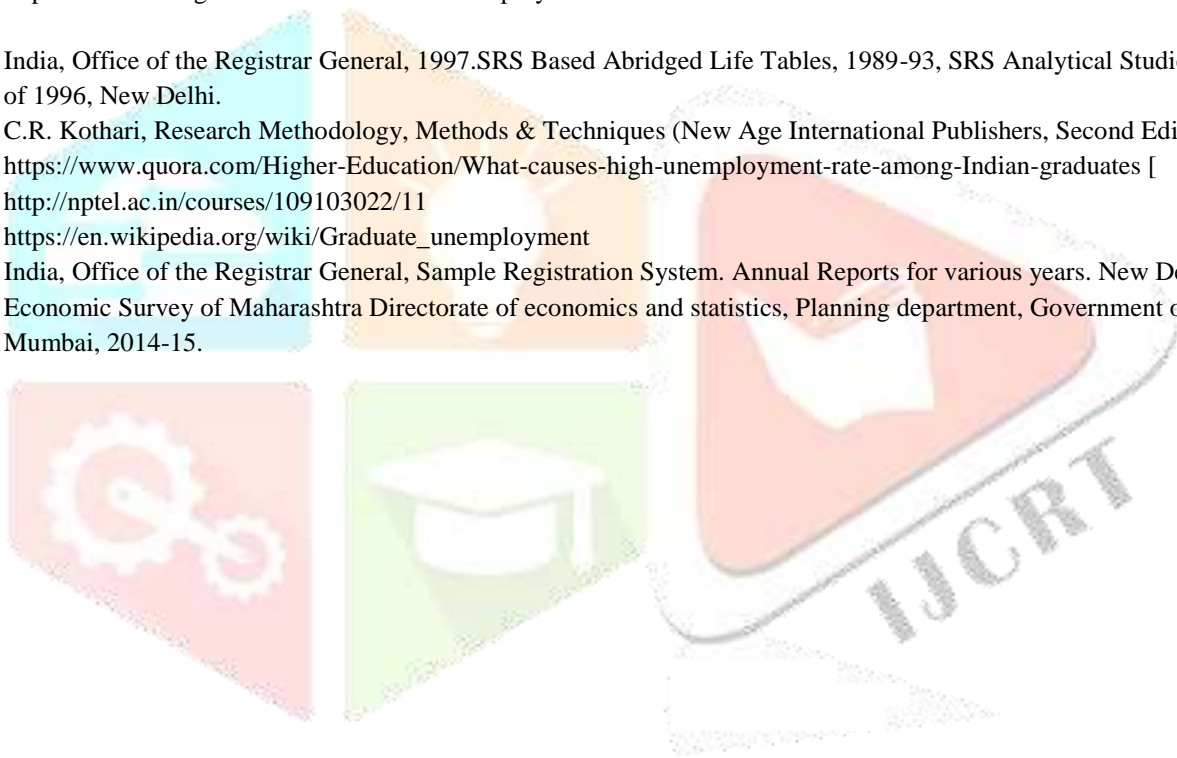 India, Office of the Registrar General, 1997.SRS Based Abridged Life Tables, 1989-93, SRS Analytical
of 1996, New Delhi.
C.R. Kothari, Research Methodology, Methods & Techniques (New Age International Publishers, Second
https://www.quora.com/Higher-Education/What-causes-high-unemployment-rate-among-Indian-graduates [
http://nptel.ac.in/courses/109103022/11
https://en.wikipedia.org/wiki/Graduate_unemployment
India, Office of the Registrar General, Sample Registration System. Annual Reports for various years. New
Economic Survey of Maharashtra Directorate of economics and statistics, Planning department, Government
Mumbai, 2014-15.
IJCRT